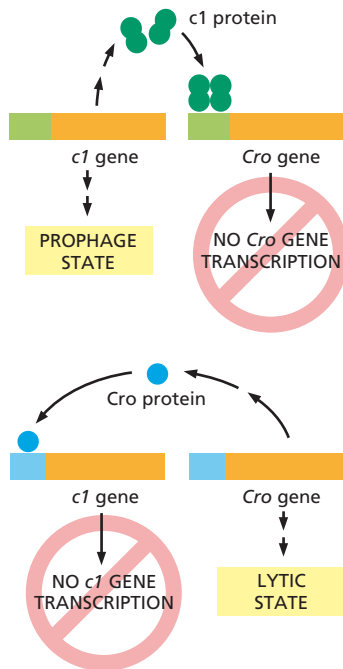 c1 protein
c1 gene
Cro gene
PROPHAGE
STATE
NO Cro GENE
TRANSCRIPTION
Cro protein
c1 gene
Cro gene
NO c1 GENE
TRANSCRIPTION
LYTIC
STATE